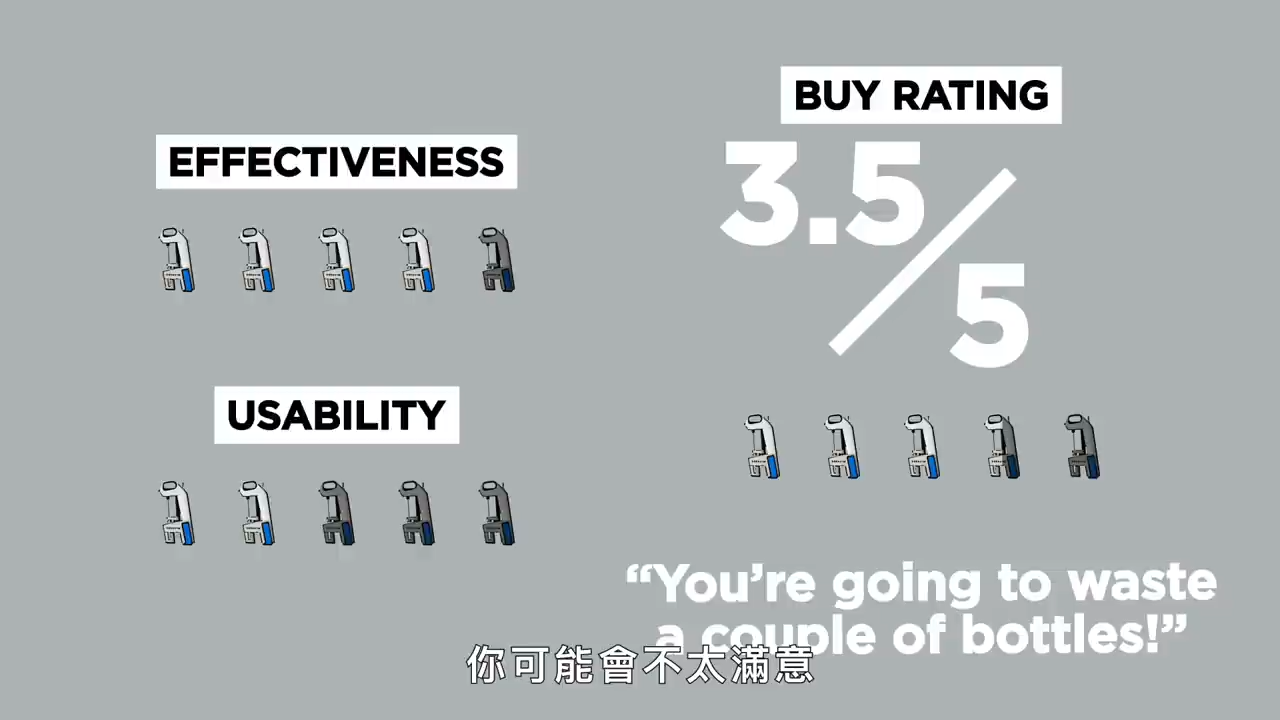 EFFECTIVENESS
USABILITY
BUY RATING
3.5/5
“You’re going to waste
a couple of bottles!”
你可能會不太滿意